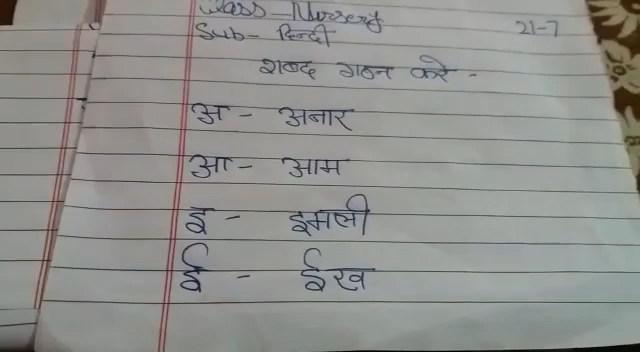 Class - Nursery
Sub - हिन्दी 21-7
शब्द गठन करे -
अ - अनार
आ - आम
इ - इमली
ई - ईख